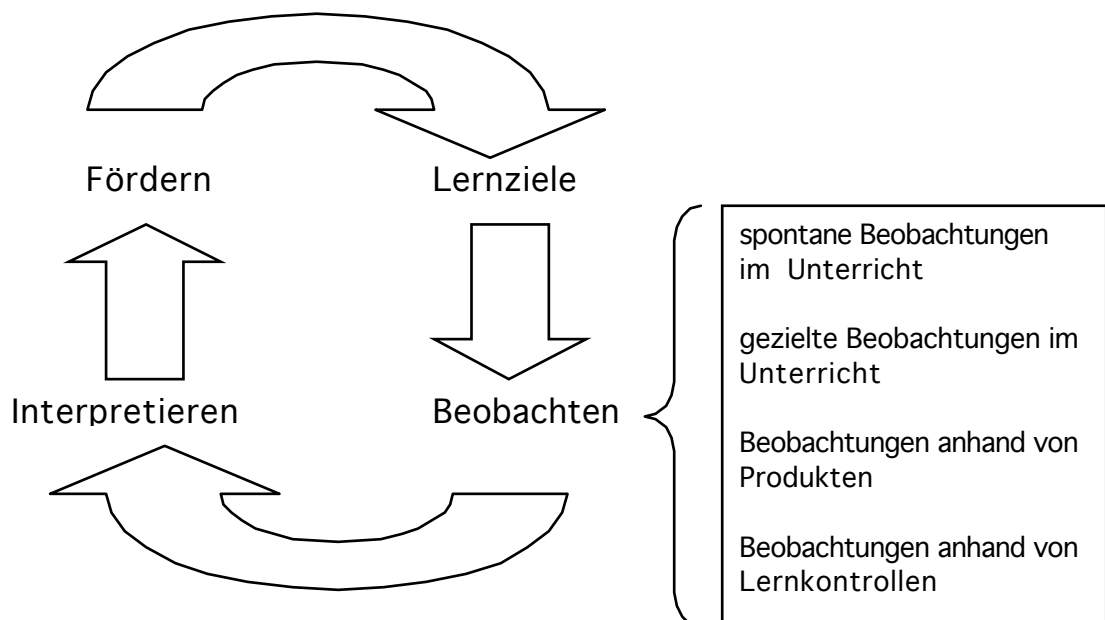 Fördern
Lernziele
Interpretieren
Beobachten
spontane Beobachtungen
im Unterricht
gezielte Beobachtungen im
Unterricht
Beobachtungen anhand von
Produkten
Beobachtungen anhand von
Lernkontrollen